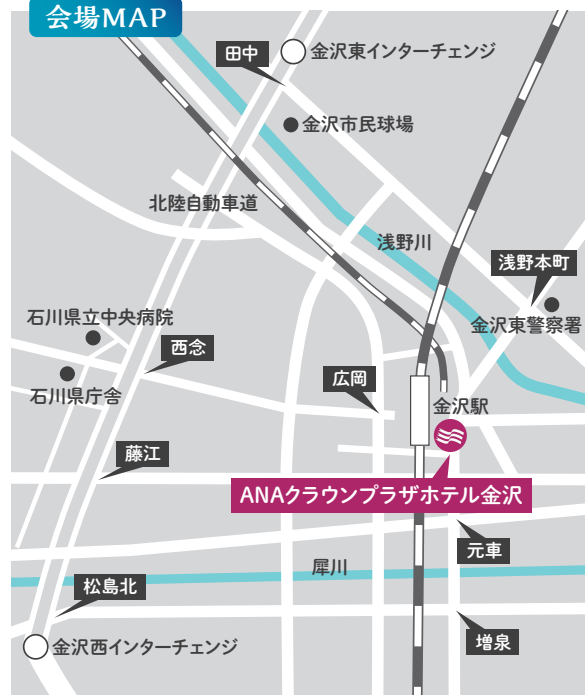 会場MAP
田中
金沢東インターチェンジ
金沢市民球場
北陸自動車道
浅野川
浅野本町
石川県立中央病院
金沢東警察署
西念
広岡
石川県庁舎
金沢駅
藤江
ANAクラウンプラザホテル金沢
元車
犀川
松島北
増泉
金沢西インターチェンジ